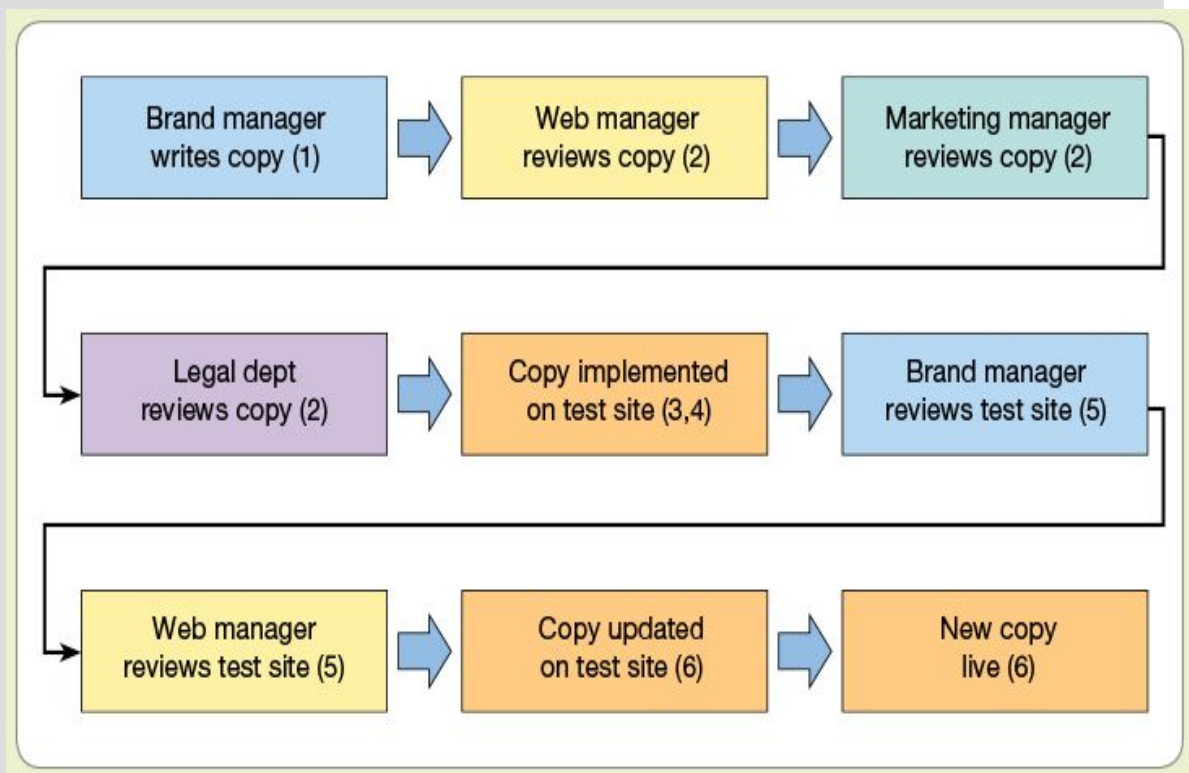 Brand manager
writes copy (1)
Web manager
reviews copy (2)
Marketing manager
reviews copy (2)
Legal dept
reviews copy (2)
Copy implemented
on test site (3,4)
Brand manager
reviews test site (5)
Web manager
reviews test site (5)
Copy updated
on test site (6)
New copy
live (6)